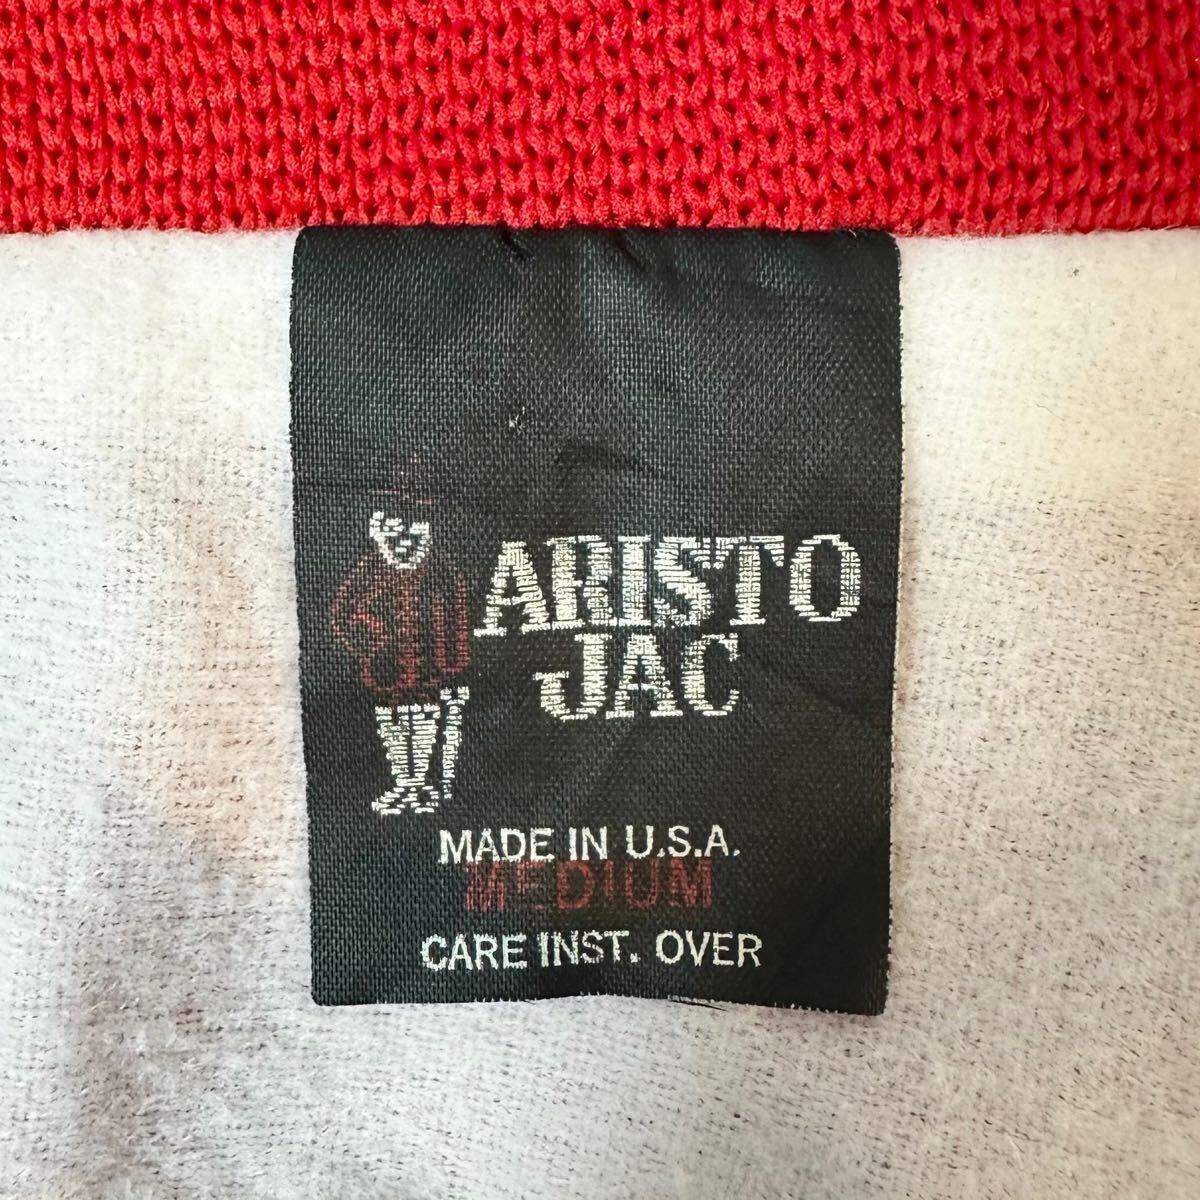 ARISTO
JAC
MADE IN U.S.A.
MEDIUM
CARE INST. OVER